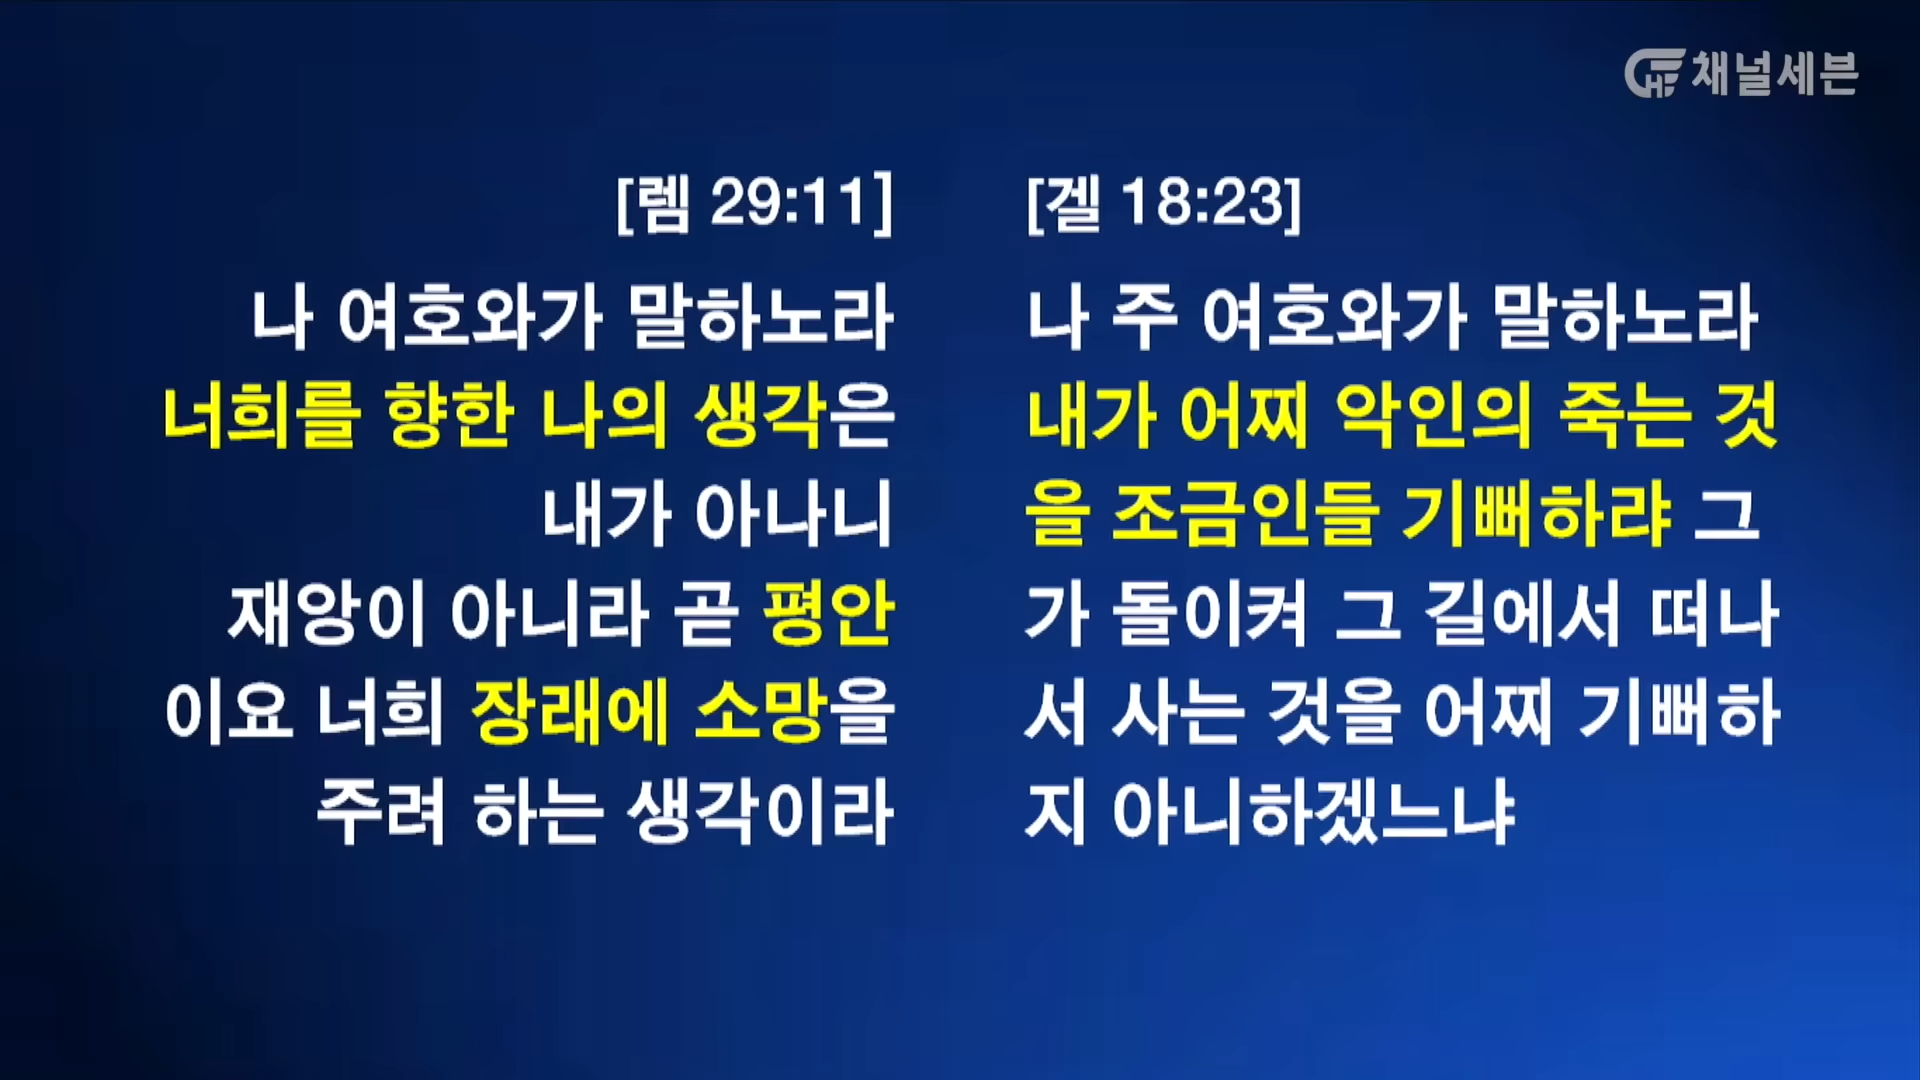 채널세븐
[렘 29:11]
나 여호와가 말하노라
너희를 향한 나의 생각은
내가 아나니
재앙이 아니라 곧 평안
이요 너희 장래에 소망을
주려 하는 생각이라
[겔 18:23]
나 주 여호와가 말하노라
내가 어찌 악인의 죽는 것
을 조금인들 기뻐하랴 그
가 돌이켜 그 길에서 떠나
서 사는 것을 어찌 기뻐하
지 아니하겠느냐